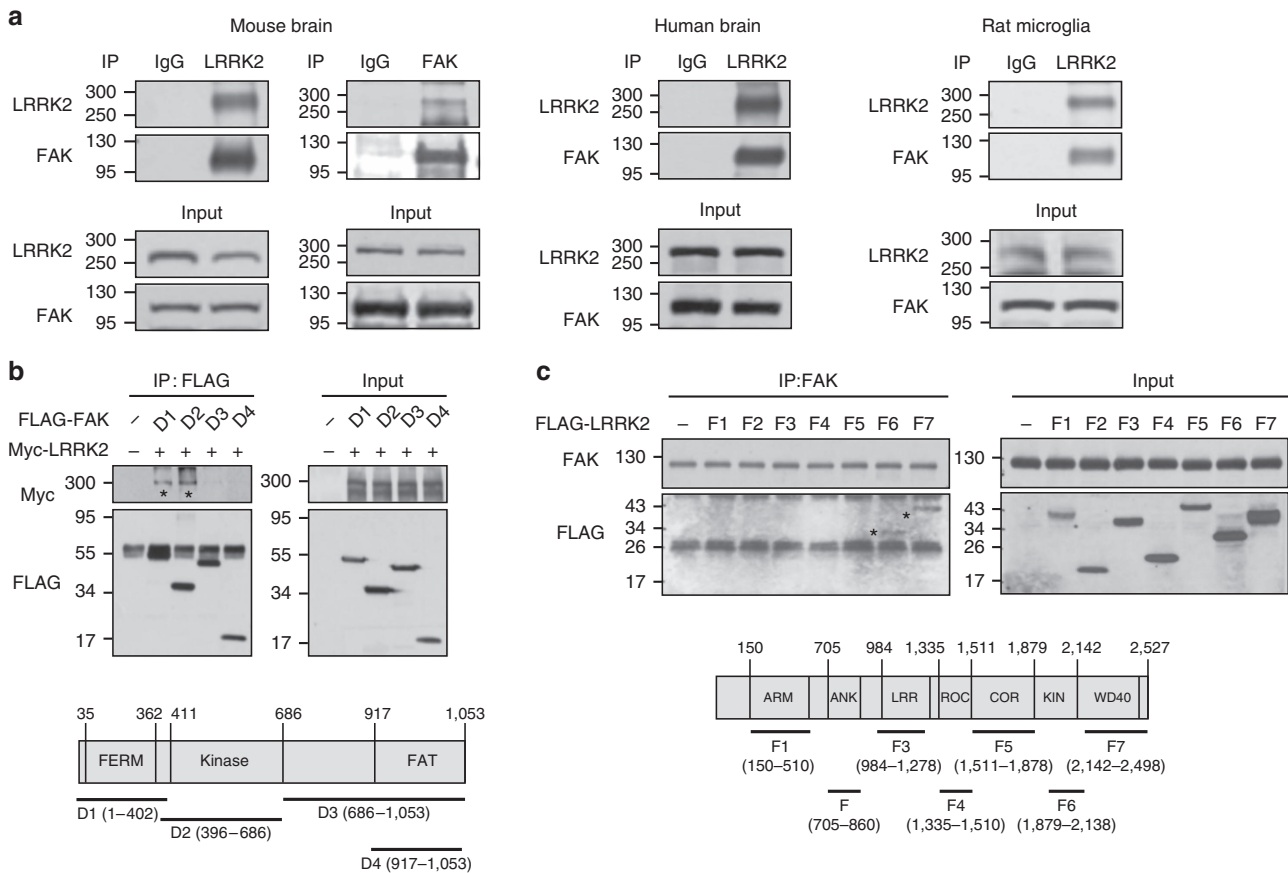 a
Mouse brain Human brain Rat microglia
IP IgG LRRK2 IP IgG FAK IP IgG LRRK2 IP IgG LRRK2
LRRK2 300 300 LRRK2 300 LRRK2 300
250 250 250 250
FAK 130 130 FAK 130 FAK 130
95 95 95 95
Input Input Input Input
LRRK2 300 300 LRRK2 300 LRRK2 300
250 250 250 250
FAK 130 130 FAK 130 FAK 130
95 95 95 95
b
IP: FLAG Input
FLAG-FAK – D1 D2 D3 D4 – D1 D2 D3 D4
Myc-LRRK2 – + + + + – + + + +
Myc 300 * * 300
FLAG 95 95
55 55
34 34
17 17
35 362 411 686 917 1,053
FERM Kinase FAT
D1 (1–402) D3 (686–1,053)
D2 (396–686)
D4 (917–1,053)
c
IP:FAK Input
FLAG-LRRK2 – F1 F2 F3 F4 F5 F6 F7 – F1 F2 F3 F4 F5 F6 F7
FAK 130 130
FLAG 43 * 43
34 * 34
26 26
17 17
150 705 984 1,335 1,511 1,879 2,142 2,527
ARM ANK LRR ROC COR KIN WD40
F1 F3 F5 F7
(150–510) (984–1,278) (1,511–1,878) (2,142–2,498)
F F4 F6
(705–860) (1,335–1,510) (1,879–2,138)